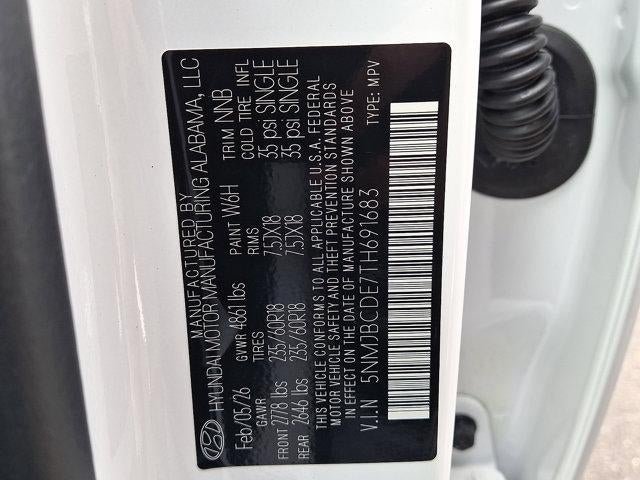 MANUFACTURED BY
HYUNDAI MOTOR MANUFACTURING ALABAMA, LLC
Feb/05/26 GVWR 4861 lbs PAINT W6H TRIM NNB
GAWR TIRES RIMS COLD TIRE INFL
FRONT 2778 lbs 235/60R18 7.5JX18 35 psi SINGLE
REAR 2646 lbs 235/60R18 7.5JX18 35 psi SINGLE
THIS VEHICLE CONFORMS TO ALL APPLICABLE U.S.A. FEDERAL
MOTOR VEHICLE SAFETY AND THEFT PREVENTION STANDARDS
IN EFFECT ON THE DATE OF MANUFACTURE SHOWN ABOVE
V.I.N 5NMJBCDE7TH691683 TYPE: MPV